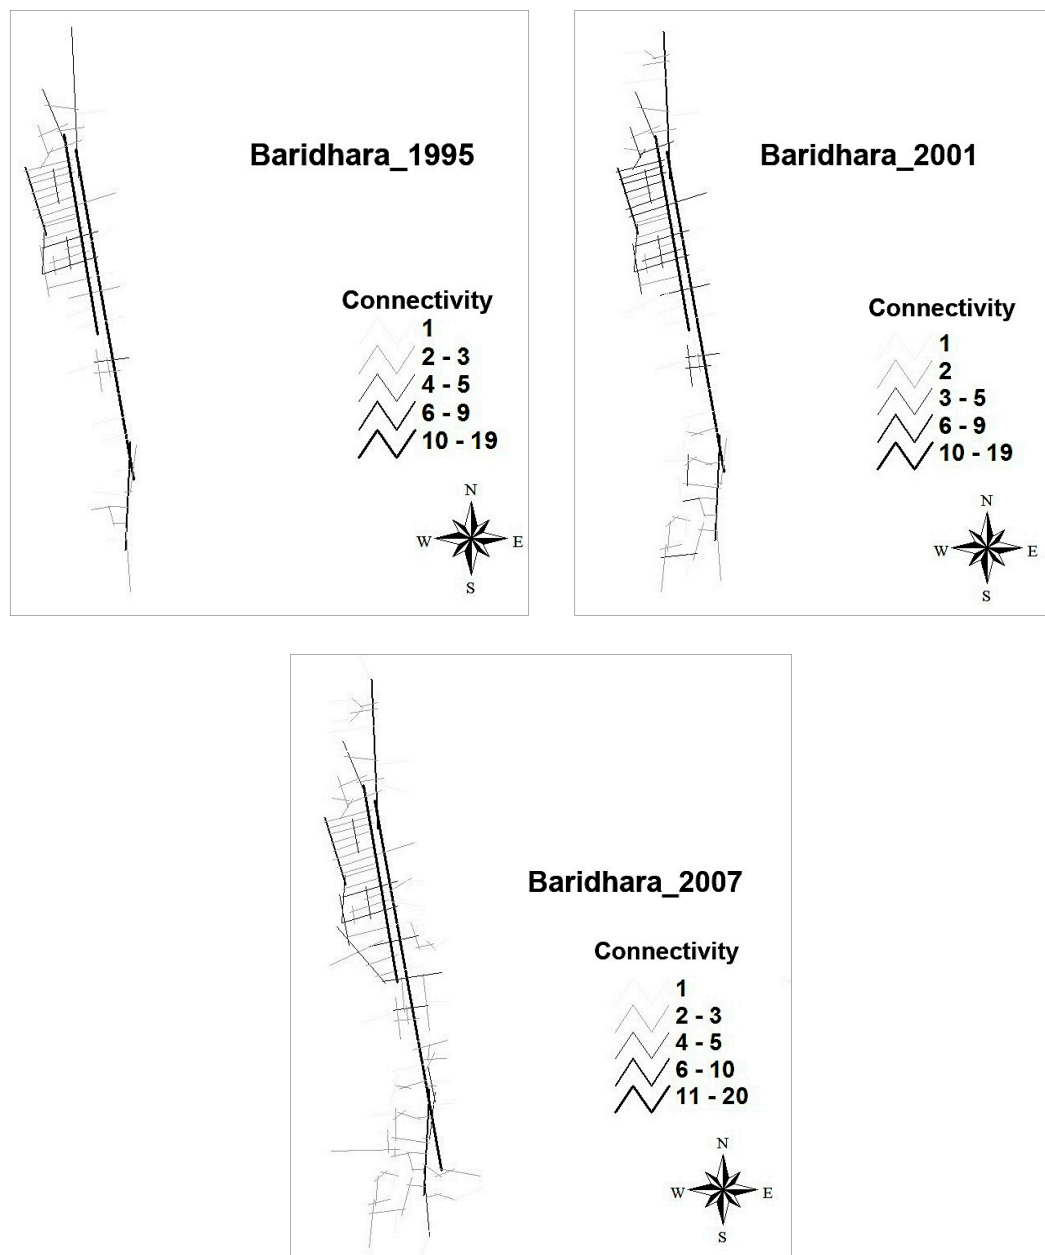 Baridhara_1995
Connectivity
1
2 - 3
4 - 5
6 - 9
10 - 19
N
W E
S
Baridhara_2001
Connectivity
1
2
3 - 5
6 - 9
10 - 19
N
W E
S
Baridhara_2007
Connectivity
1
2 - 3
4 - 5
6 - 10
11 - 20
N
W E
S